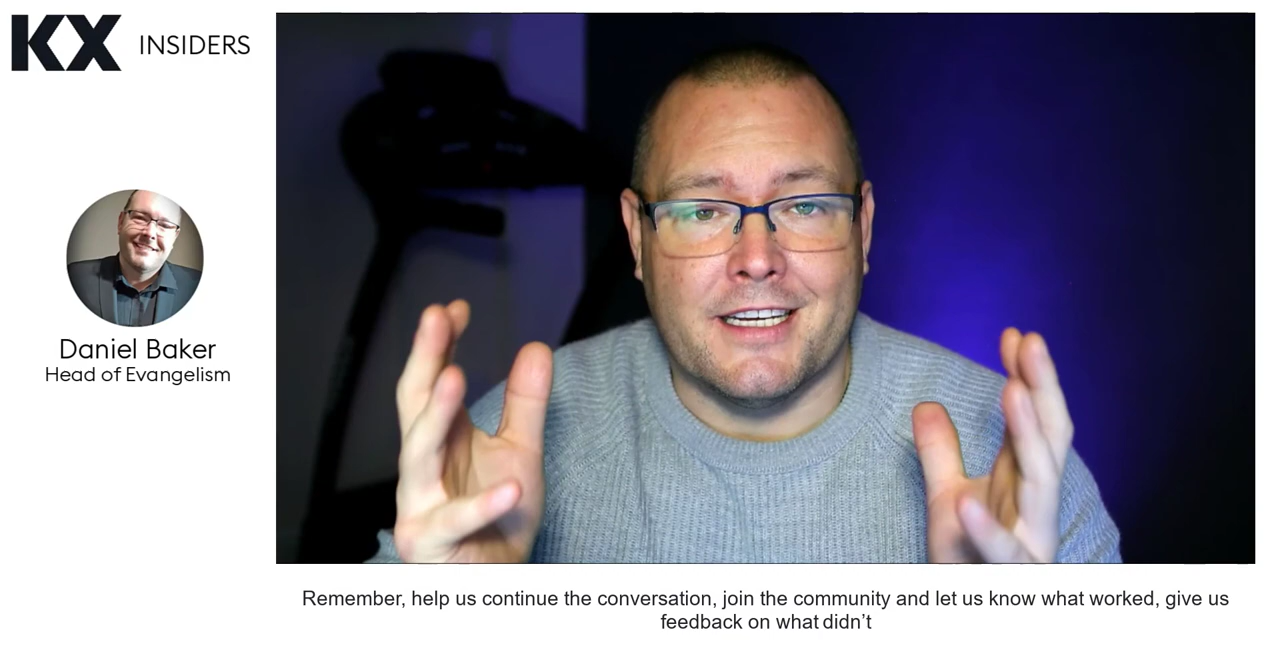 KX INSIDERS
Daniel Baker
Head of Evangelism
Remember, help us continue the conversation, join the community and let us know what worked, give us
feedback on what didn’t